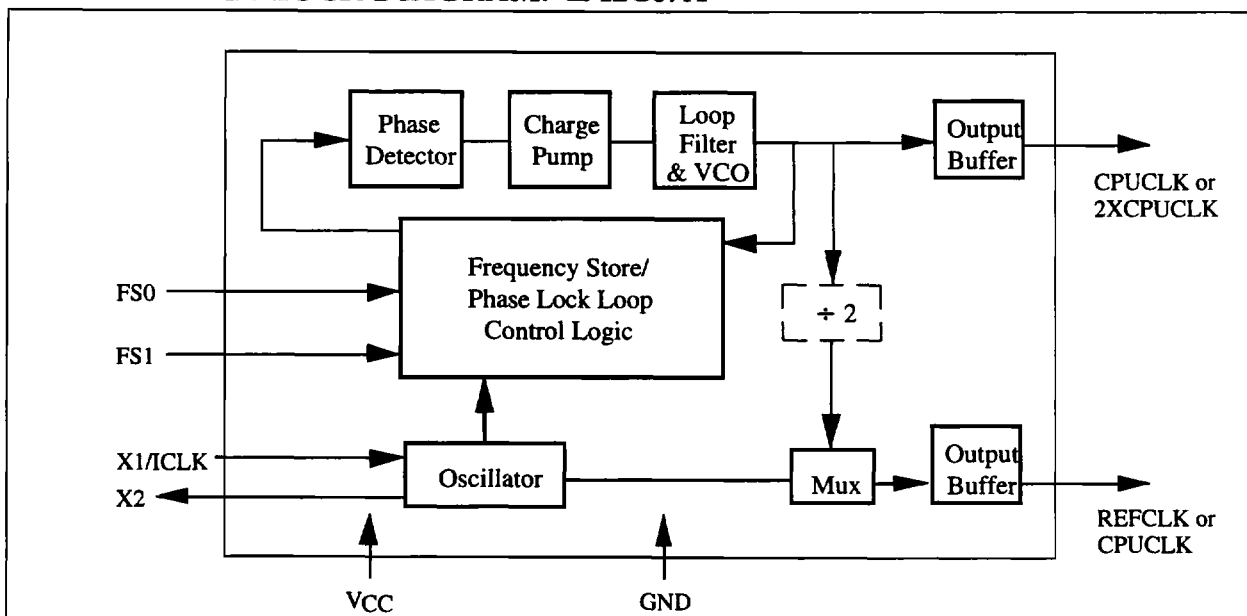 Phase
Detector
Charge
Pump
Loop
Filter
& VCO
Output
Buffer
CPUCLK or
2XCPUCLK
Frequency Store/
Phase Lock Loop
Control Logic
÷ 2
FS0
FS1
X1/ICLK
X2
Oscillator
Mux
Output
Buffer
REFCLK or
CPUCLK
VCC
GND